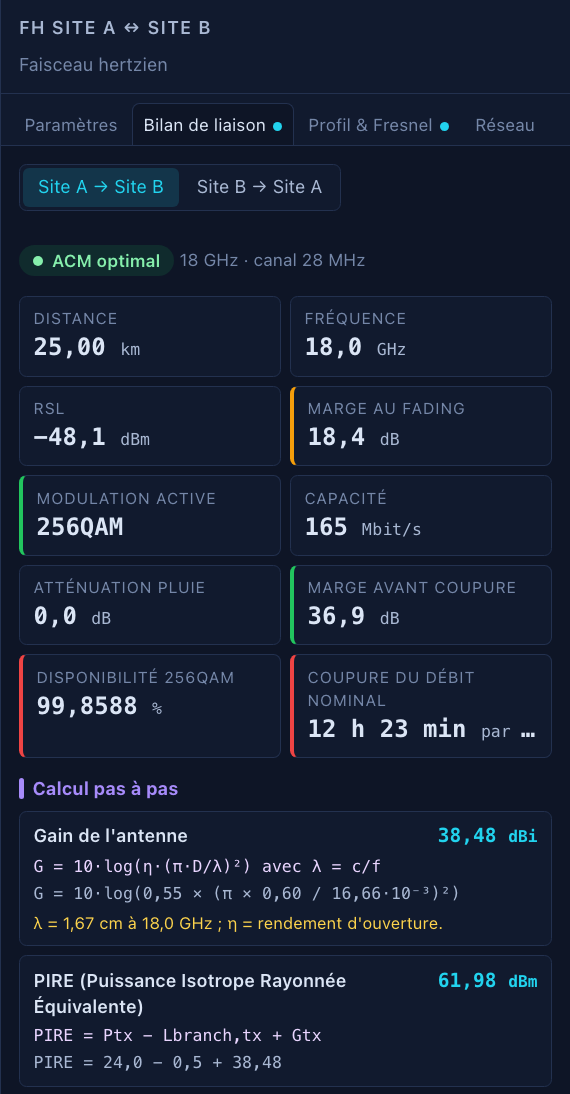 FH SITE A ↔ SITE B
Faisceau hertzien
Paramètres Bilan de liaison Profil & Fresnel Réseau
Site A → Site B Site B → Site A
ACM optimal 18 GHz · canal 28 MHz
DISTANCE
25,00 km
FRÉQUENCE
18,0 GHz
RSL
−48,1 dBm
MARGE AU FADING
18,4 dB
MODULATION ACTIVE
256QAM
CAPACITÉ
165 Mbit/s
ATTÉNUATION PLUIE
0,0 dB
MARGE AVANT COUPURE
36,9 dB
DISPONIBILITÉ 256QAM
99,8588 %
COUPURE DU DÉBIT
NOMINAL
12 h 23 min par …
Calcul pas à pas
Gain de l'antenne 38,48 dBi
G = 10·log(η·(π·D/λ)²) avec λ = c/f
G = 10·log(0,55 × (π × 0,60 / 16,66·10⁻³)²)
λ = 1,67 cm à 18,0 GHz ; η = rendement d'ouverture.
PIRE (Puissance Isotrope Rayonnée 61,98 dBm
Équivalente)
PIRE = Ptx − Lbranch,tx + Gtx
PIRE = 24,0 − 0,5 + 38,48